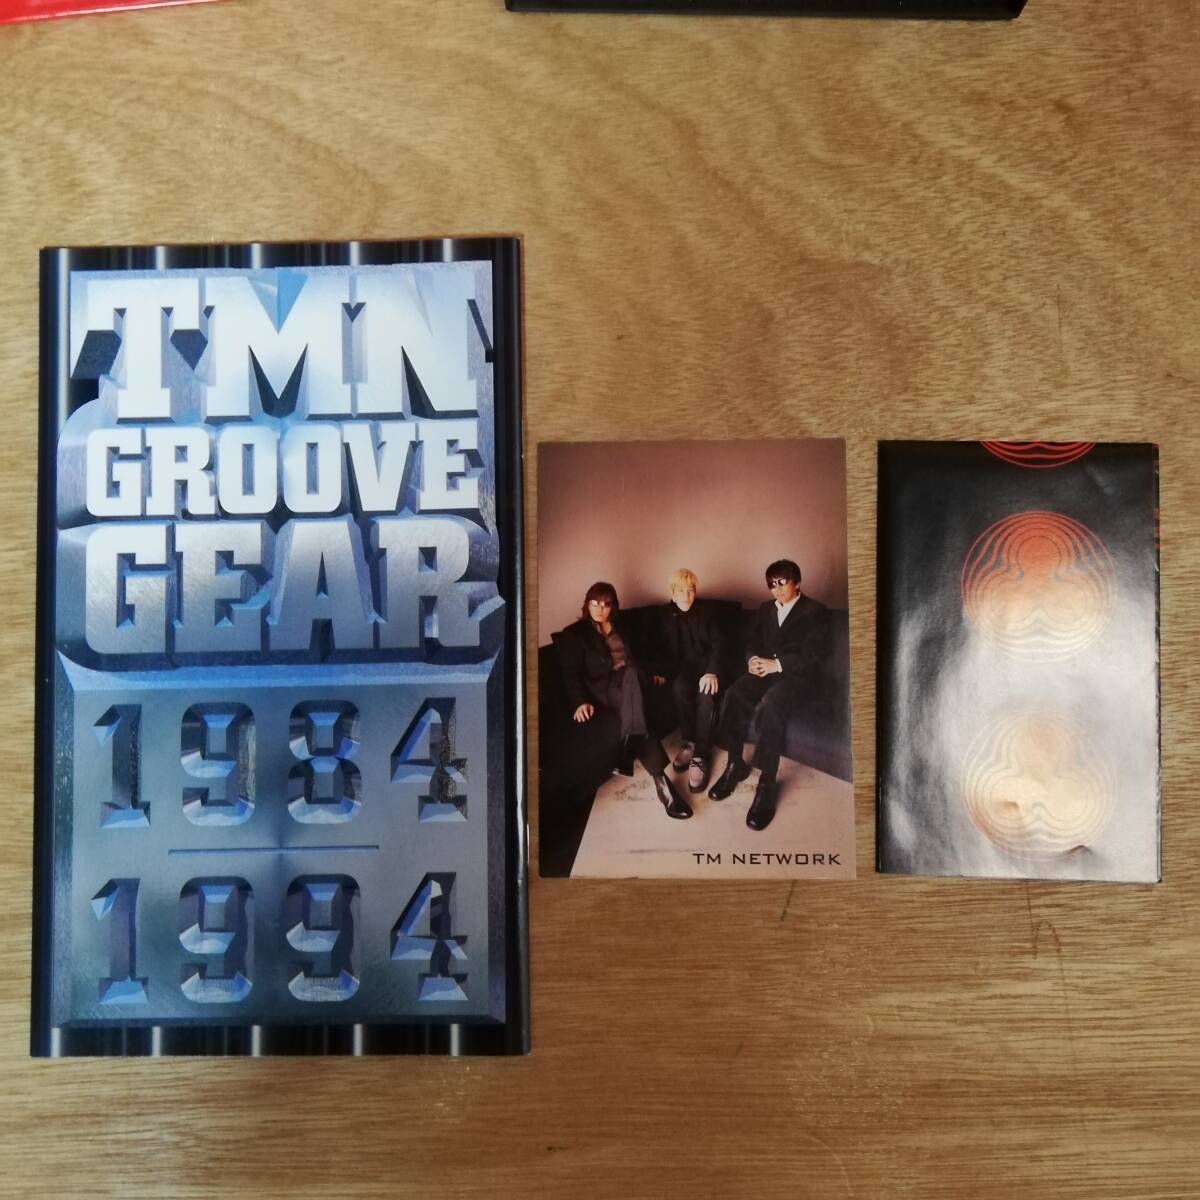 TMN
GROOVE
GEAR
1984
1994
TM NETWORK